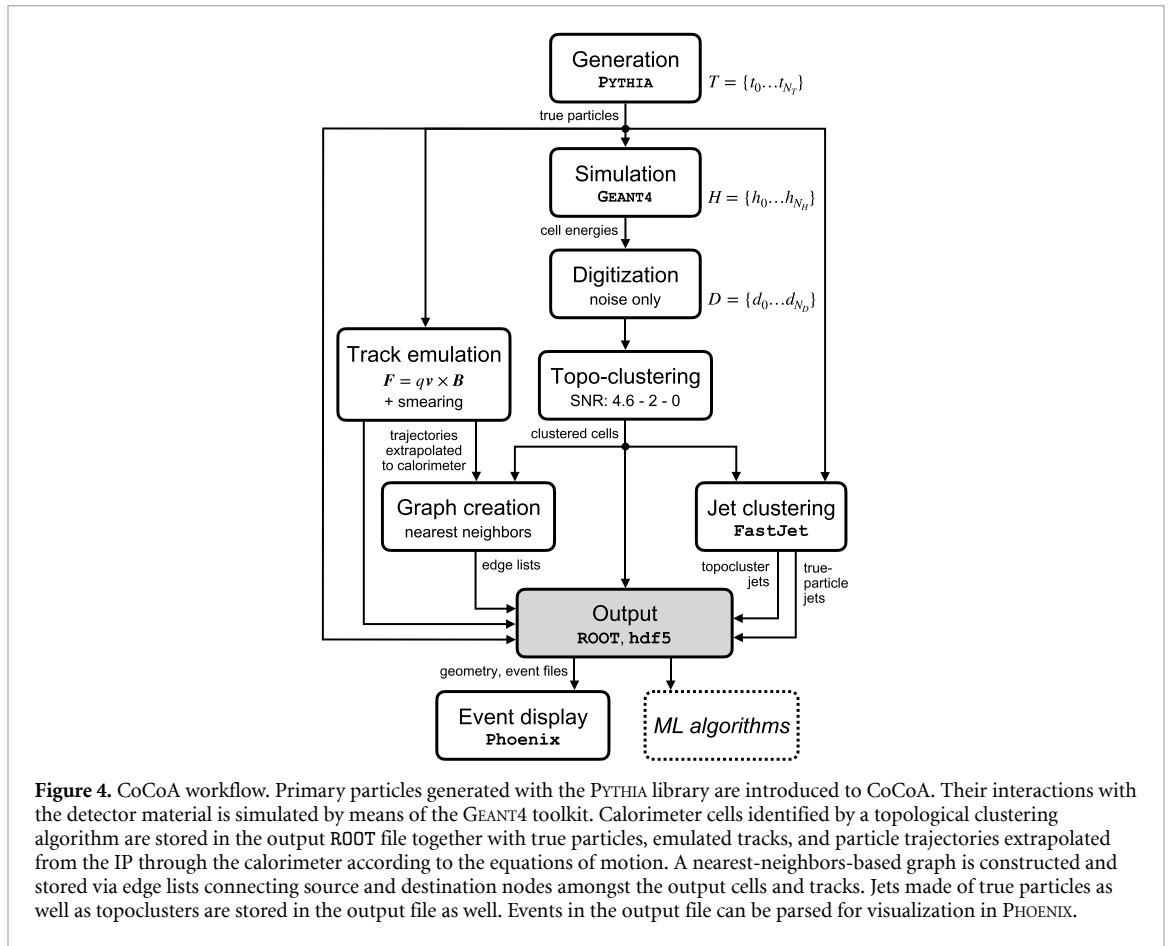 Generation
PYTHIA
T = {t0…tNT}
true particles
Simulation
GEANT4
H = {h0…hNH}
cell energies
Digitization
noise only
D = {d0…dND}
Track emulation
F = qv × B
+ smearing
Topo-clustering
SNR: 4.6 - 2 - 0
trajectories
extrapolated
to calorimeter
clustered cells
Graph creation
nearest neighbors
Jet clustering
FastJet
edge lists
topocluster
jets
true-
particle
jets
Output
ROOT, hdf5
geometry, event files
Event display
Phoenix
ML algorithms
Figure 4. CoCoA workflow. Primary particles generated with the PYTHIA library are introduced to CoCoA. Their interactions with
the detector material is simulated by means of the GEANT4 toolkit. Calorimeter cells identified by a topological clustering
algorithm are stored in the output ROOT file together with true particles, emulated tracks, and particle trajectories extrapolated
from the IP through the calorimeter according to the equations of motion. A nearest-neighbors-based graph is constructed and
stored via edge lists connecting source and destination nodes amongst the output cells and tracks. Jets made of true particles as
well as topoclusters are stored in the output file as well. Events in the output file can be parsed for visualization in PHOENIX.